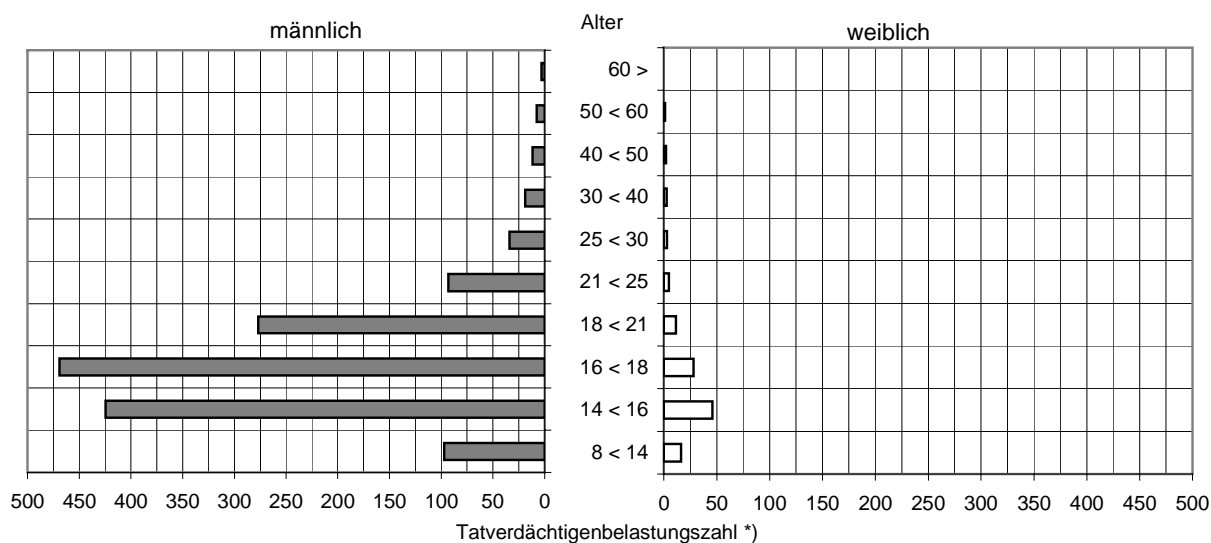 männlich
Alter
weiblich
60 >
50 < 60
40 < 50
30 < 40
25 < 30
21 < 25
18 < 21
16 < 18
14 < 16
8 < 14
500 450 400 350 300 250 200 150 100 50 0
0 50 100 150 200 250 300 350 400 450 500
Tatverdächtigenbelastungszahl *)